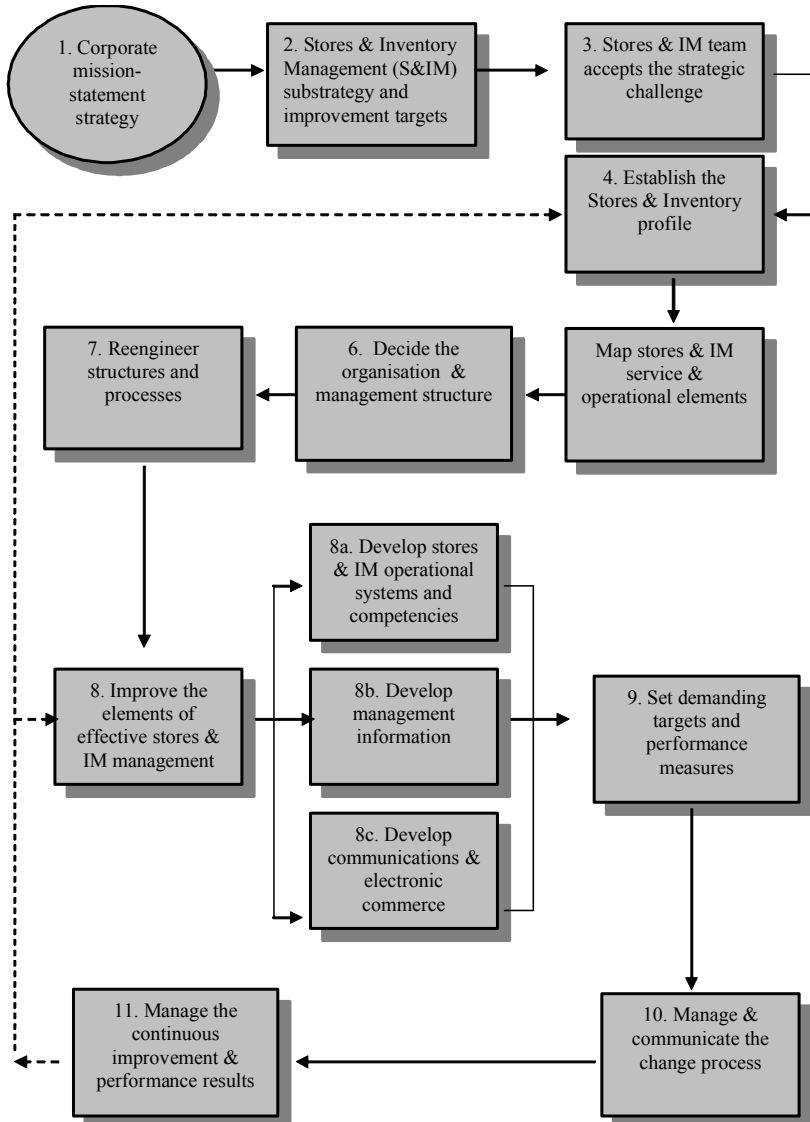 1. Corporate
mission-
statement
strategy
2. Stores & Inventory
Management (S&IM)
substrategy and
improvement targets
3. Stores & IM team
accepts the strategic
challenge
4. Establish the
Stores & Inventory
profile
Map stores & IM
service &
operational elements
6. Decide the
organisation &
management structure
7. Reengineer
structures and
processes
8. Improve the
elements of
effective stores &
IM management
8a. Develop stores
& IM operational
systems and
competencies
8b. Develop
management
information
8c. Develop
communications &
electronic
commerce
9. Set demanding
targets and
performance
measures
10. Manage &
communicate the
change process
11. Manage the
continuous
improvement &
performance results